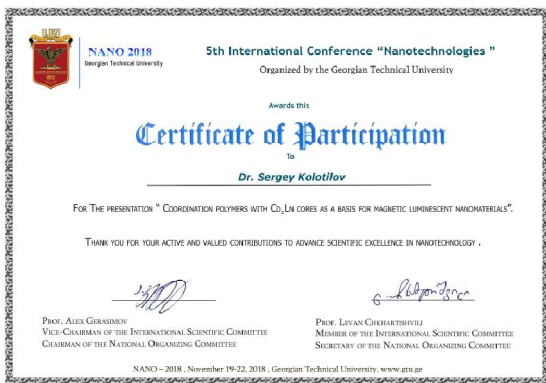 NANO 2018
Georgian Technical University
5th International Conference “Nanotechnologies ”
Organized by the Georgian Technical University
Awards this
Certificate of Participation
To
Dr. Sergey Kolotilov
FOR THE PRESENTATION “ COORDINATION POLYMERS WITH CD₂LN CORES AS A BASIS FOR MAGNETIC LUMINESCENT NANOMATERIALS”.
THANK YOU FOR YOUR ACTIVE AND VALUED CONTRIBUTIONS TO ADVANCE SCIENTIFIC EXCELLENCE IN NANOTECHNOLOGY .
PROF. ALEX GERASIMOV
VICE-CHAIRMAN OF THE INTERNATIONAL SCIENTIFIC COMMITTEE
CHAIRMAN OF THE NATIONAL ORGANIZING COMMITTEE
PROF. LEVAN CHKHARTISHVILI
MEMBER OF THE INTERNATIONAL SCIENTIFIC COMMITTEE
SECRETARY OF THE NATIONAL ORGANIZING COMMITTEE
NANO – 2018 , November 19-22, 2018 , Georgian Technical University, www.gtu.ge